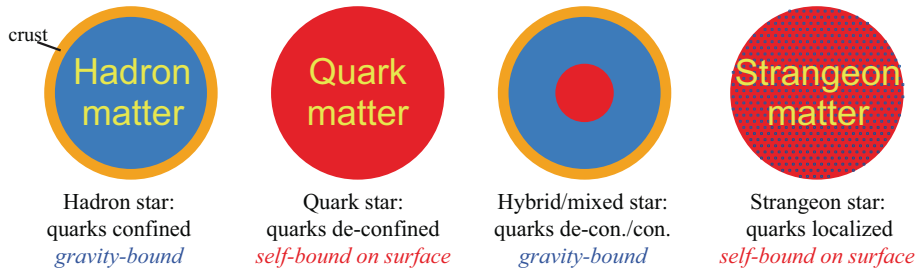 crust
Hadron
matter
Quark
matter
Strangeon
matter
Hadron star:
quarks confined
gravity-bound
Quark star:
quarks de-confined
self-bound on surface
Hybrid/mixed star:
quarks de-con./con.
gravity-bound
Strangeon star:
quarks localized
self-bound on surface